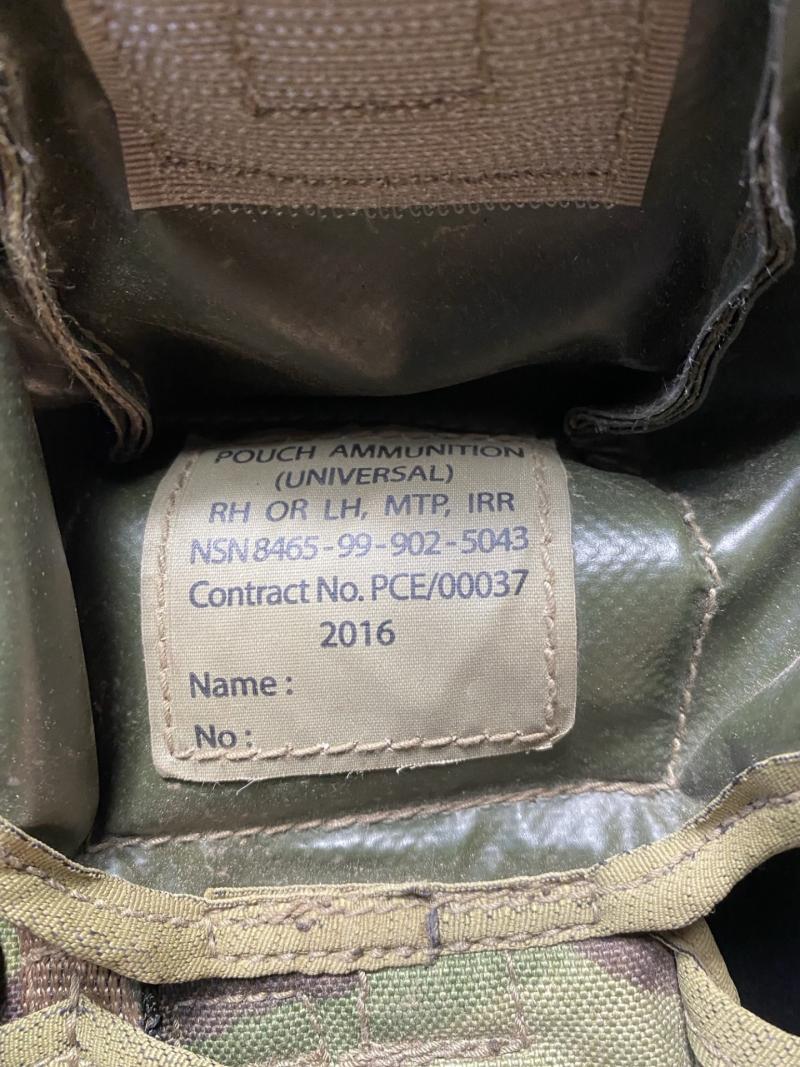 POUCH AMMUNITION
(UNIVERSAL)
RH OR LH, MTP, IRR
NSN 8465-99-902-5043
Contract No. PCE/00037
2016
Name :
No :